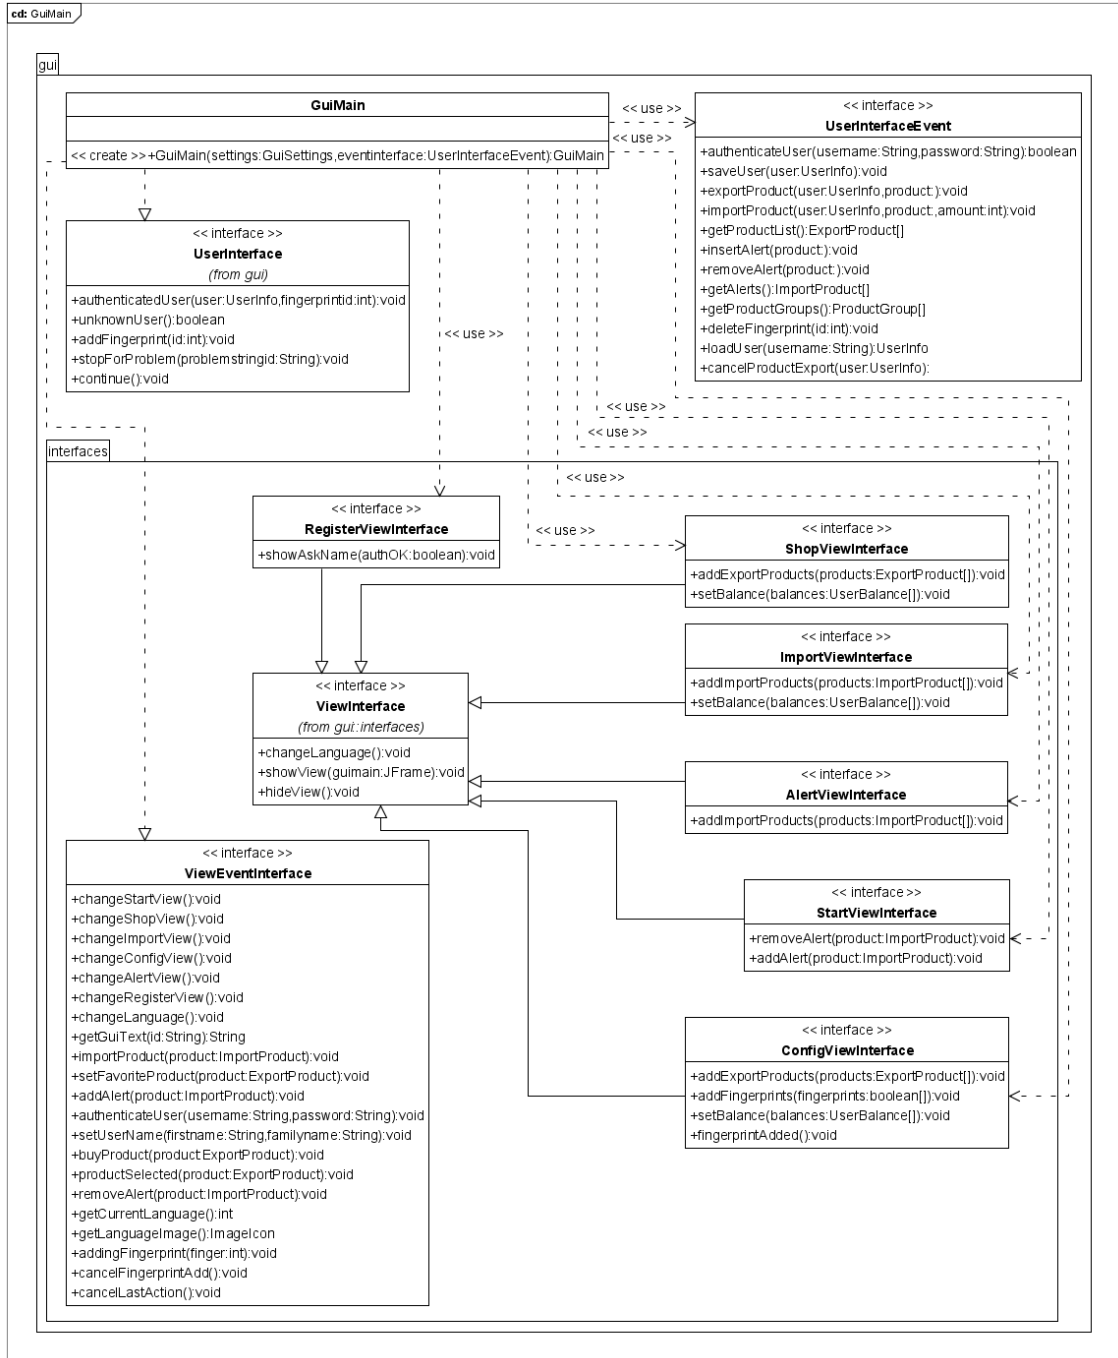 cd: GuiMain
gui
GuiMain
<< create >>+GuiMain(settings:GuiSettings,eventinterface:UserInterfaceEvent):GuiMain
<< use >>
<< use >>
<< interface >>
UserInterfaceEvent
+authenticateUser(username:String,password:String):boolean
+saveUser(user:UserInfo):void
+exportProduct(user:UserInfo,product:):void
+importProduct(user:UserInfo,product:,amount:int):void
+getProductList():ExportProduct[]
+insertAlert(product:):void
+removeAlert(product:):void
+getAlerts():ImportProduct[]
+getProductGroups():ProductGroup[]
+deleteFingerprint(id:int):void
+loadUser(username:String):UserInfo
+cancelProductExport(user:UserInfo):
<< interface >>
UserInterface
(from gui)
+authenticatedUser(user:UserInfo,fingerprintid:int):void
+unknownUser():boolean
+addFingerprint(id:int):void
+stopForProblem(problemstringid:String):void
+continue():void
<< use >>
<< use >>
<< use >>
<< use >>
<< use >>
interfaces
<< interface >>
RegisterViewInterface
+showAskName(authOK:boolean):void
<< interface >>
ShopViewInterface
+addExportProducts(products:ExportProduct[]):void
+setBalance(balances:UserBalance[]):void
<< interface >>
ImportViewInterface
+addImportProducts(products:ImportProduct[]):void
+setBalance(balances:UserBalance[]):void
<< interface >>
ViewInterface
(from gui::interfaces)
+changeLanguage():void
+showView(guimain:JFrame):void
+hideView():void
<< interface >>
AlertViewInterface
+addImportProducts(products:ImportProduct[]):void
<< interface >>
StartViewInterface
+removeAlert(product:ImportProduct):void
+addAlert(product:ImportProduct):void
<< interface >>
ConfigViewInterface
+addExportProducts(products:ExportProduct[]):void
+addFingerprints(fingerprints:boolean[]):void
+setBalance(balances:UserBalance[]):void
+fingerprintAdded():void
<< interface >>
ViewEventInterface
+changeStartView():void
+changeShopView():void
+changeImportView():void
+changeConfigView():void
+changeAlertView():void
+changeRegisterView():void
+changeLanguage():void
+getGuiText(id:String):String
+importProduct(product:ImportProduct):void
+setFavoriteProduct(product:ExportProduct):void
+addAlert(product:ImportProduct):void
+authenticateUser(username:String,password:String):void
+setUserName(firstname:String,familyname:String):void
+buyProduct(product:ExportProduct):void
+productSelected(product:ExportProduct):void
+removeAlert(product:ImportProduct):void
+getCurrentLanguage():int
+getLanguageImage():ImageIcon
+addingFingerprint(finger:int):void
+cancelFingerprintAdd():void
+cancelLastAction():void